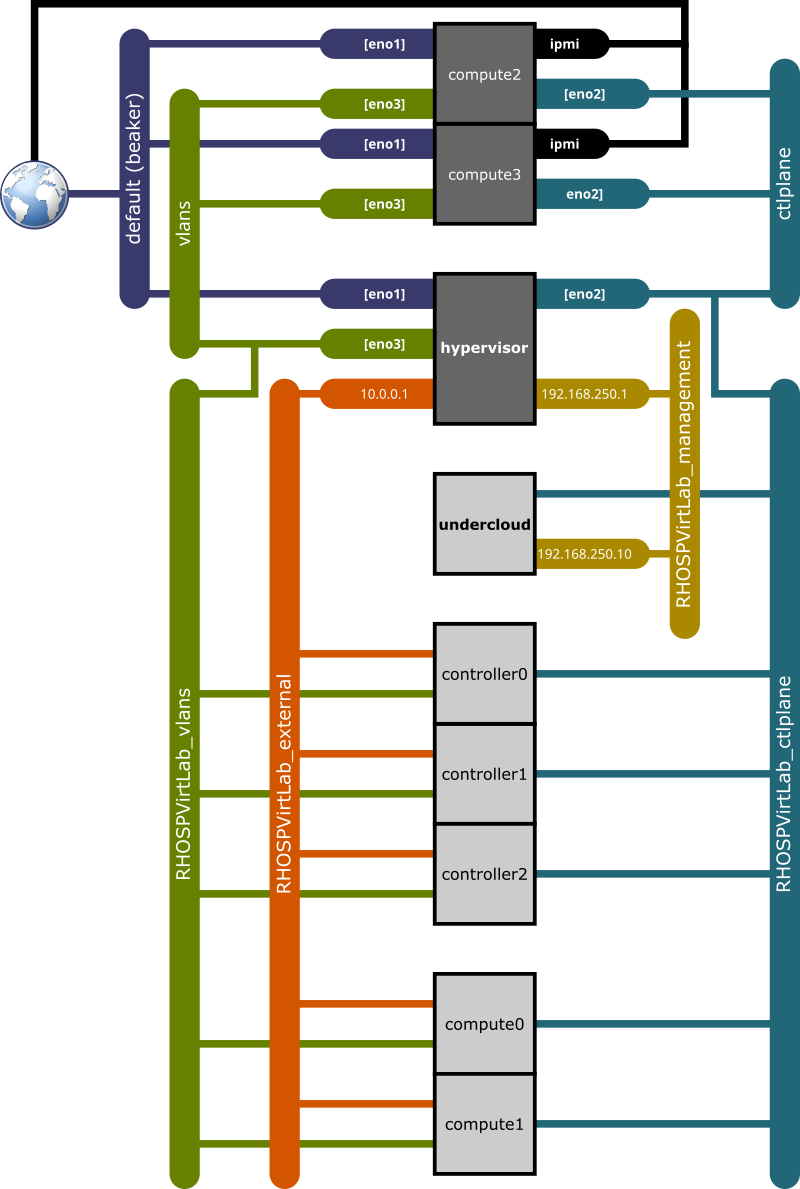 default (beaker)
vlans
[eno1]
compute2
ipmi
[eno3]
[eno2]
[eno1]
compute3
ipmi
[eno3]
eno2]
ctlplane
[eno1]
hypervisor
[eno2]
[eno3]
10.0.0.1
192.168.250.1
RHOSPVirtLab_management
undercloud
192.168.250.10
RHOSPVirtLab_vlans
RHOSPVirtLab_external
controller0
controller1
controller2
RHOSPVirtLab_ctlplane
compute0
compute1